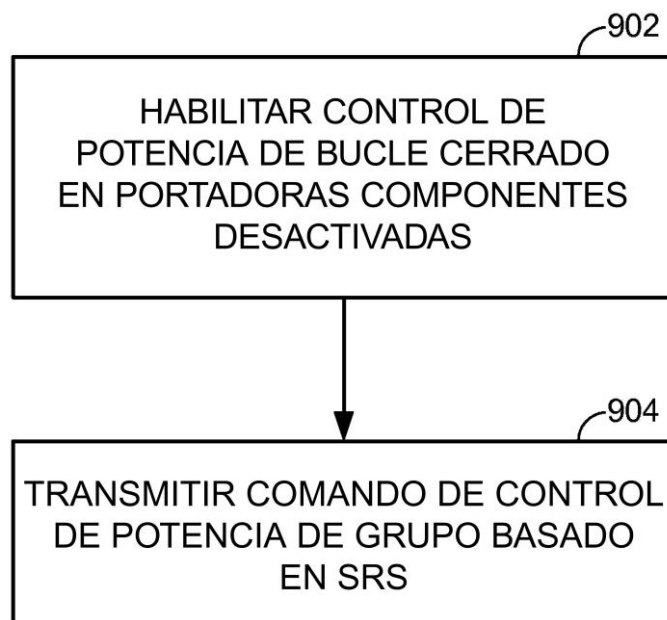 902
HABILITAR CONTROL DE
POTENCIA DE BUCLE CERRADO
EN PORTADORAS COMPONENTES
DESACTIVADAS
904
TRANSMITIR COMANDO DE CONTROL
DE POTENCIA DE GRUPO BASADO
EN SRS